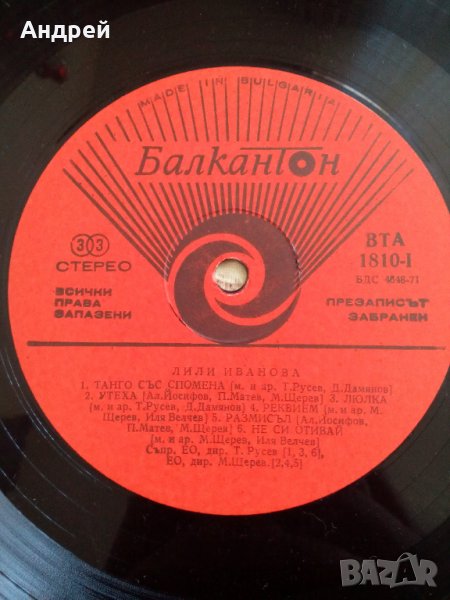 Андрей
MADE IN BULGARIA
Балкантон
33
СТЕРЕО
ВСИЧКИ
ПРАВА
ЗАПАЗЕНИ
ВТА
1810-I
БДС 4848-71
ПРЕЗАПИСЪТ
ЗАБРАНЕН
ЛИЛИ ИВАНОВА
1. ТАНГО СЪС СПОМЕНА [м. и ар. Т. Русев, Д. Дамянов]
2. УТЕХА [Ал. Йосифов, П. Матев, М. Щерев] 3. ЛЮЛКА
[м. и ар. Т. Русев, Д. Дамянов] 4. РЕКВИЕМ [м. и ар. М.
Щерев, Иля Велчев] 5. РАЗМИСЪЛ [Ал. Йосифов,
П. Матев, М. Щерев] 6. НЕ СИ ОТИВАЙ
[м. и ар. М. Щерев, Иля Велчев]
Съпр. ЕО, дир. Т. Русев [1, 3, 6],
ЕО, дир. М. Щерев. [2,4,5]
BAZAR